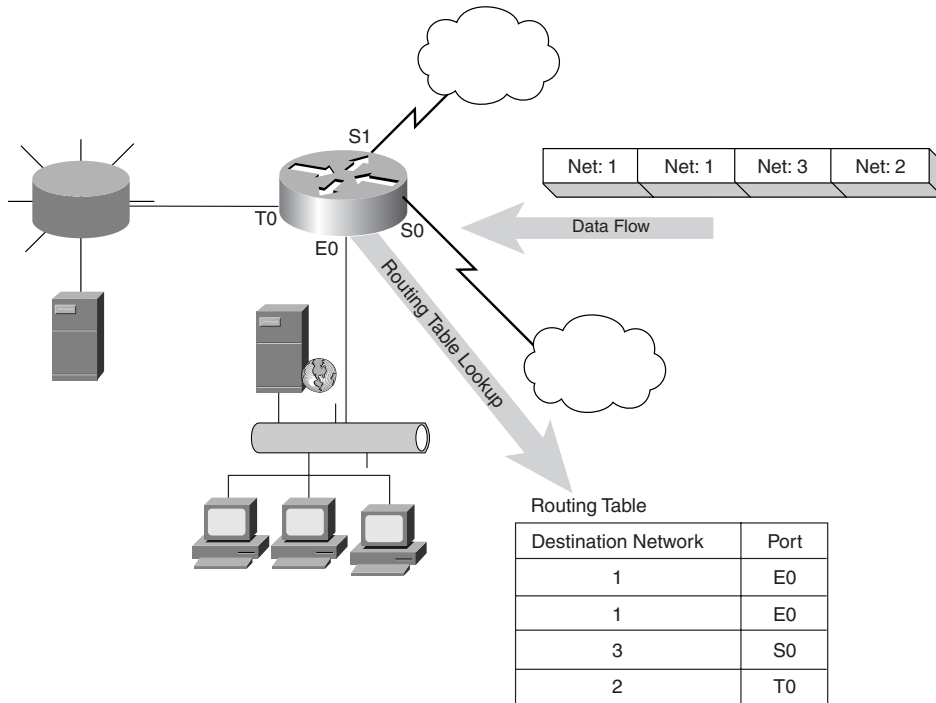 S1
Net: 1 Net: 1 Net: 3 Net: 2
T0
S0
Data Flow
E0
Routing Table Lookup
Routing Table
Destination Network Port
1 E0
1 E0
3 S0
2 T0